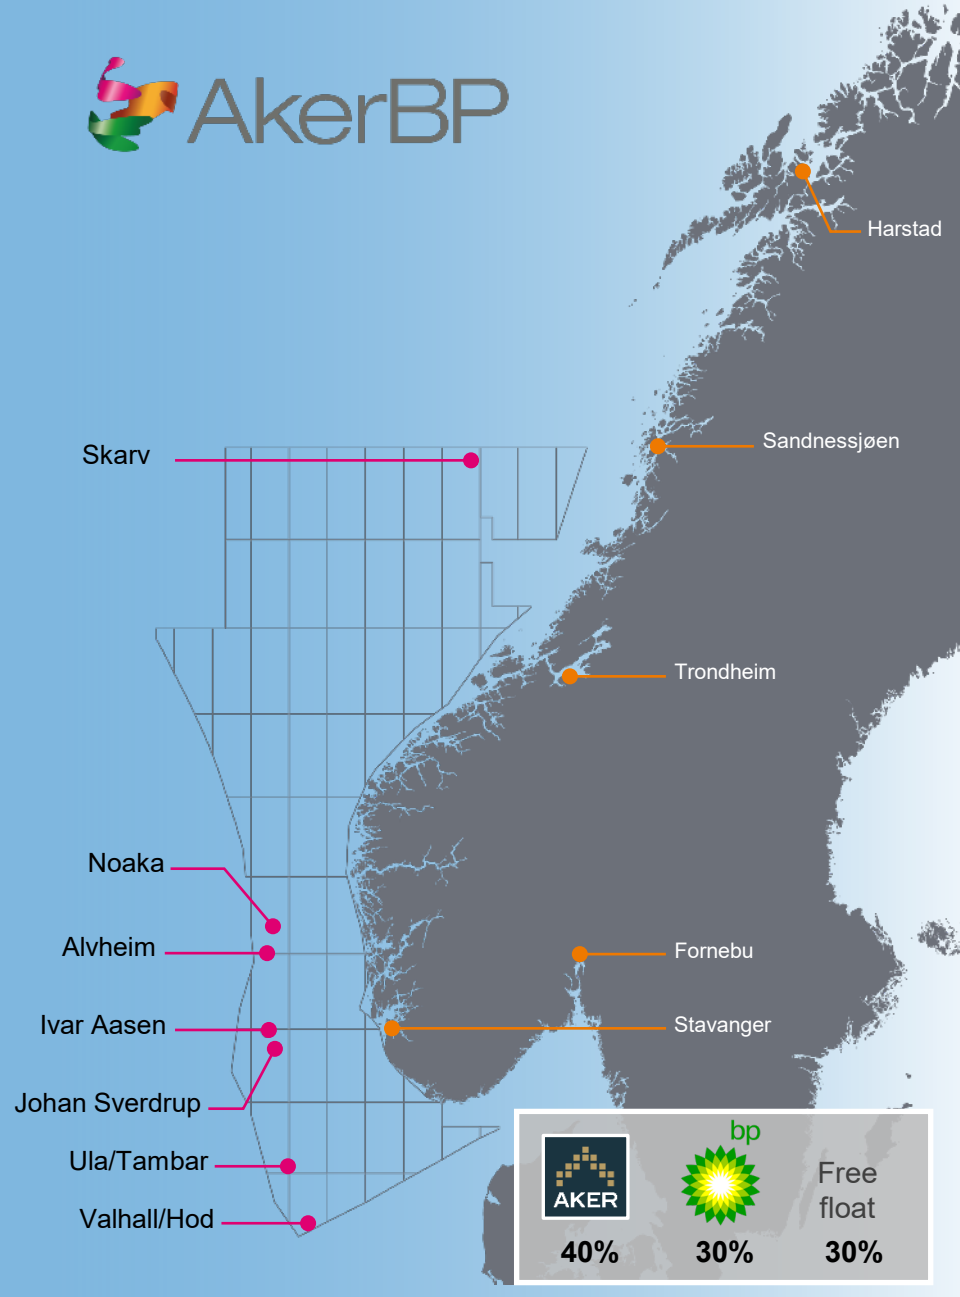 AkerBP
Harstad
Sandnessjøen
Skarv
Trondheim
Noaka
Alvheim
Fornebu
Ivar Aasen
Stavanger
Johan Sverdrup
Ula/Tambar
Valhall/Hod
AKER
bp
Free
float
40%
30%
30%